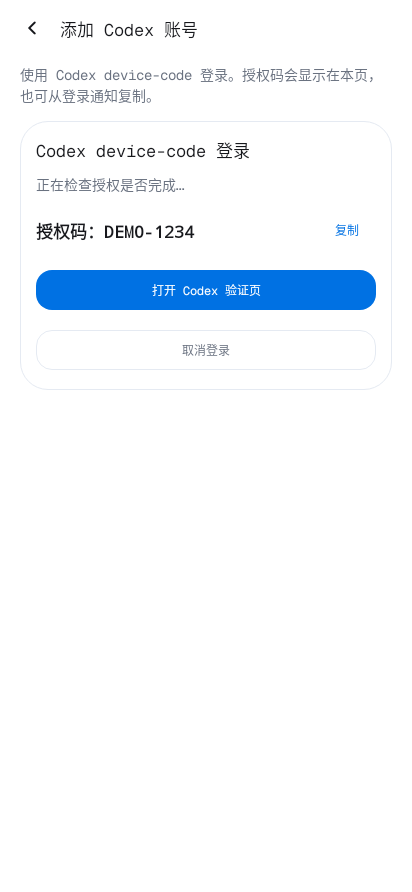 添加 Codex 账号
使用 Codex device-code 登录。授权码会显示在本页，
也可从登录通知复制。
Codex device-code 登录
正在检查授权是否完成…
授权码：DEMO-1234
复制
打开 Codex 验证页
取消登录